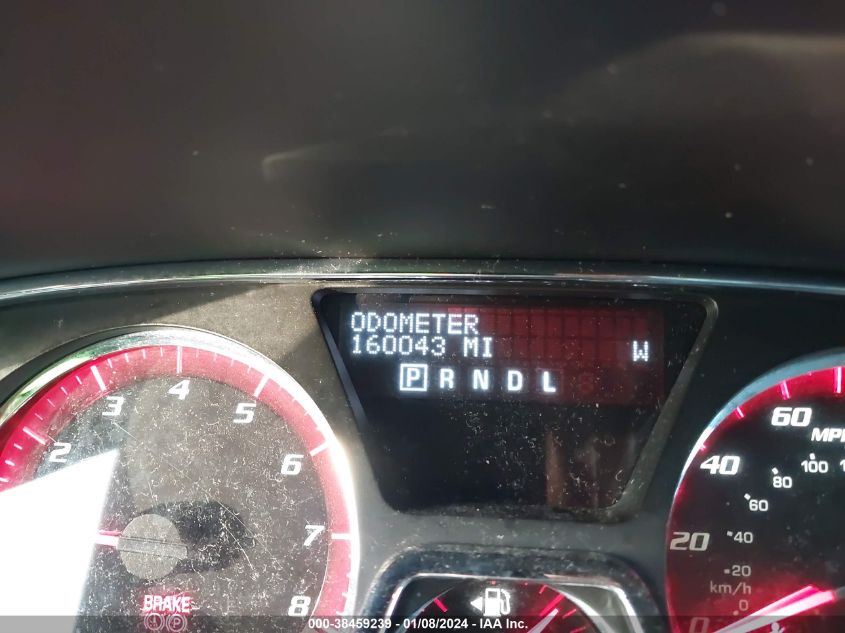 ODOMETER
160043 MI W
P R N D L
2 3 4 5 6 7 8
BRAKE
P
60 MPH
40 80 100
60
20 40
20
km/h 0
0
000-38459239 - 01/08/2024 - IAA Inc.